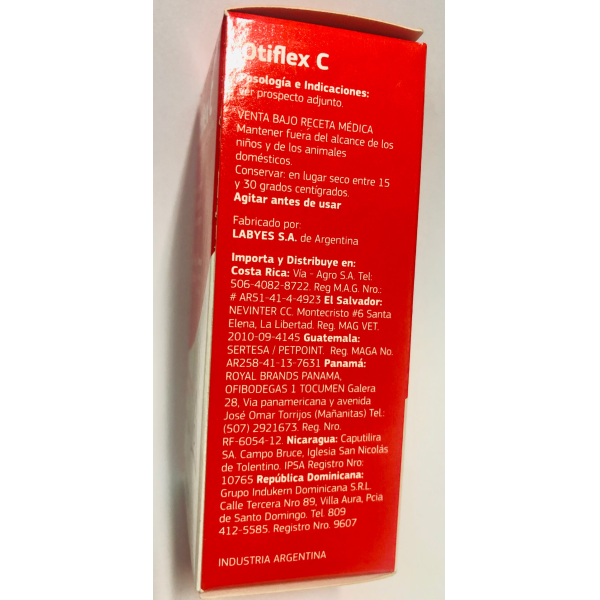 Otiflex C
Posología e Indicaciones:
Ver prospecto adjunto.
VENTA BAJO RECETA MÉDICA
Mantener fuera del alcance de los
niños y de los animales
domésticos.
Conservar: en lugar seco entre 15
y 30 grados centígrados.
Agitar antes de usar
Fabricado por:
LABYES S.A. de Argentina
Importa y Distribuye en:
Costa Rica: Vía - Agro S.A. Tel:
506-4082-8722. Reg M.A.G. Nro.:
# AR51-41-4-4923 El Salvador:
NEVINTER CC. Montecristo #6 Santa
Elena, La Libertad. Reg. MAG VET.
2010-09-4145 Guatemala:
SERTESA / PETPOINT. Reg. MAGA No.
AR258-41-13-7631 Panamá:
ROYAL BRANDS PANAMA,
OFIBODEGAS 1 TOCUMEN Galera
28, Via panamericana y avenida
José Omar Torrijos (Mañanitas) Tel.:
(507) 2921673. Reg. Nro.
RF-6054-12. Nicaragua: Caputilira
SA. Campo Bruce, Iglesia San Nicolás
de Tolentino. IPSA Registro Nro:
10765 República Dominicana:
Grupo Indukern Dominicana S.R.L.
Calle Tercera Nro 89, Villa Aura, Pcia
de Santo Domingo. Tel. 809
412-5585. Registro Nro. 9607
INDUSTRIA ARGENTINA